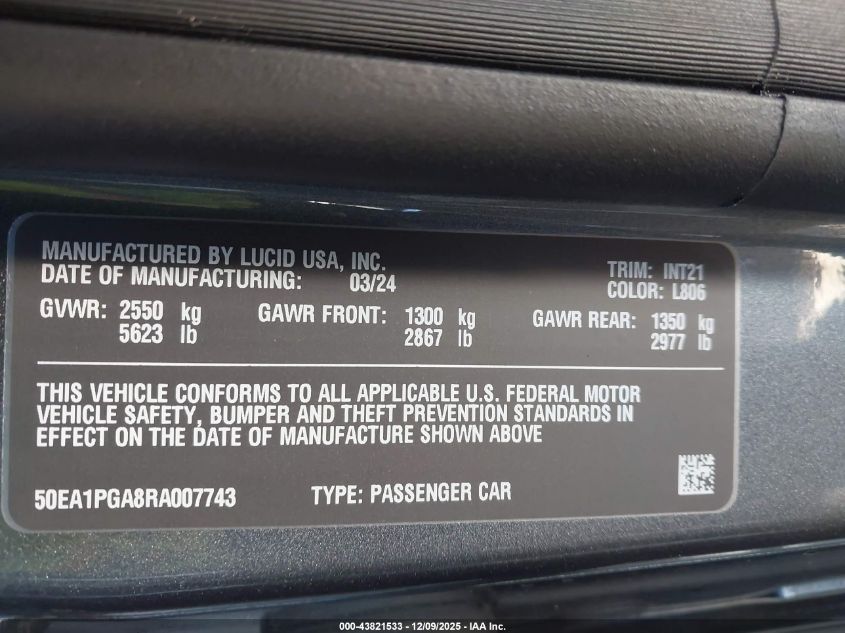 MANUFACTURED BY LUCID USA, INC.
DATE OF MANUFACTURING: 03/24
TRIM: INT21
COLOR: L806
GVWR: 2550 kg GAWR FRONT: 1300 kg GAWR REAR: 1350 kg
5623 lb 2867 lb 2977 lb
THIS VEHICLE CONFORMS TO ALL APPLICABLE U.S. FEDERAL MOTOR
VEHICLE SAFETY, BUMPER AND THEFT PREVENTION STANDARDS IN
EFFECT ON THE DATE OF MANUFACTURE SHOWN ABOVE
50EA1PGA8RA007743 TYPE: PASSENGER CAR
000-43821533 - 12/09/2025 - IAA Inc.